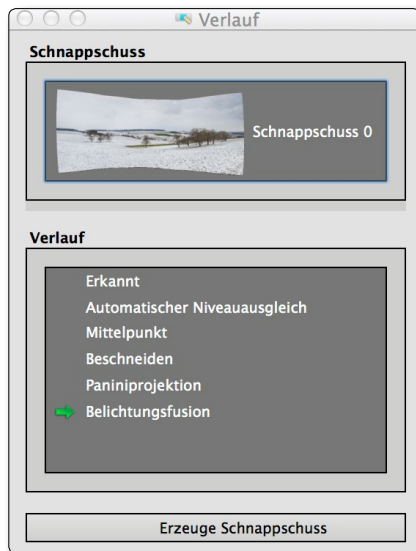 Verlauf
Schnappschuss
Schnappschuss 0
Verlauf
Erkannt
Automatischer Niveauausgleich
Mittelpunkt
Beschneiden
Paniniprojektion
Belichtungsfusion
Erzeuge Schnappschuss